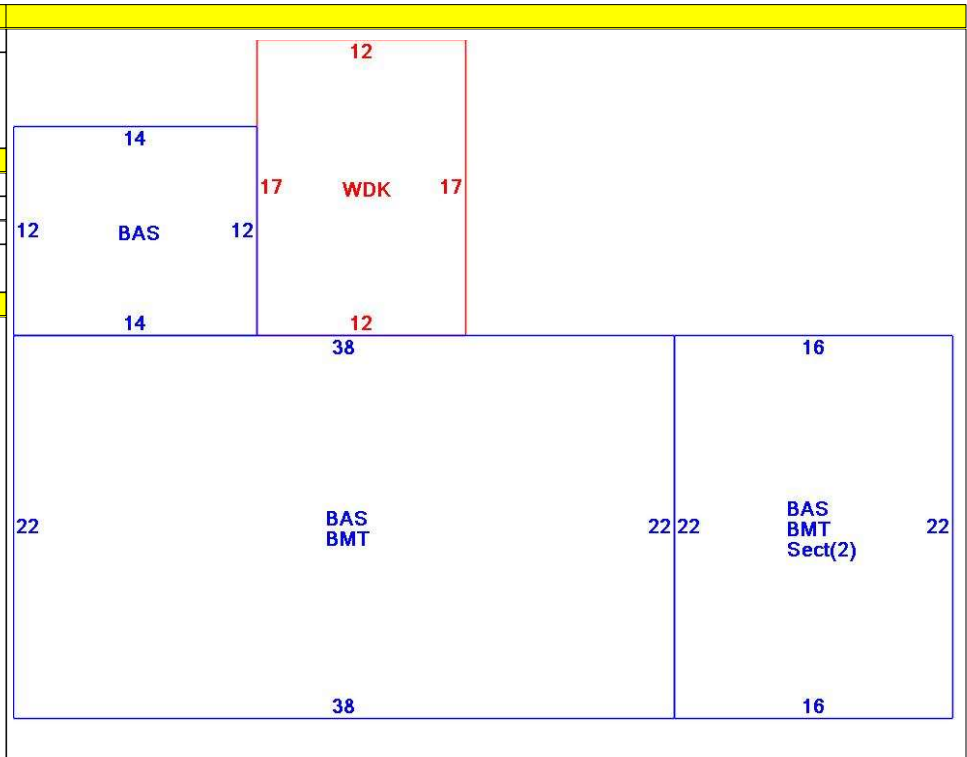 12
14
17 WDK 17
12 BAS 12
14 12
38 16
BAS
BMT
Sect(2)
BAS
BMT
22 22 22 22
38 16